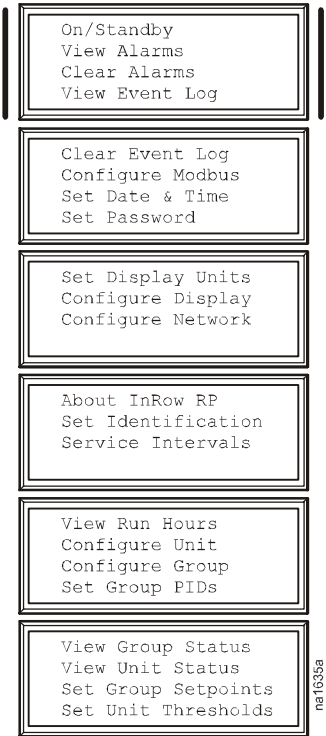 On/Standby
View Alarms
Clear Alarms
View Event Log
Clear Event Log
Configure Modbus
Set Date & Time
Set Password
Set Display Units
Configure Display
Configure Network
About InRow RP
Set Identification
Service Intervals
View Run Hours
Configure Unit
Configure Group
Set Group PIDs
View Group Status
View Unit Status
Set Group Setpoints
Set Unit Thresholds
na1635a